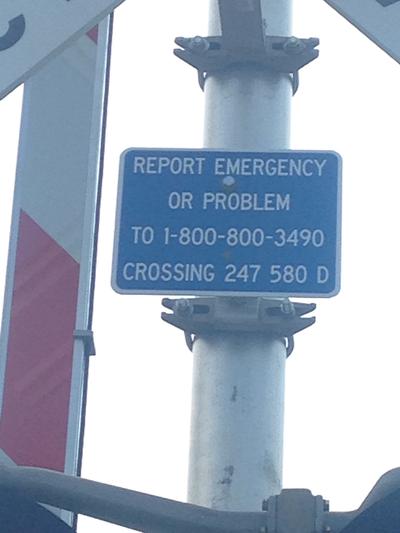 REPORT EMERGENCY
OR PROBLEM
TO 1-800-800-3490
CROSSING 247 580 D